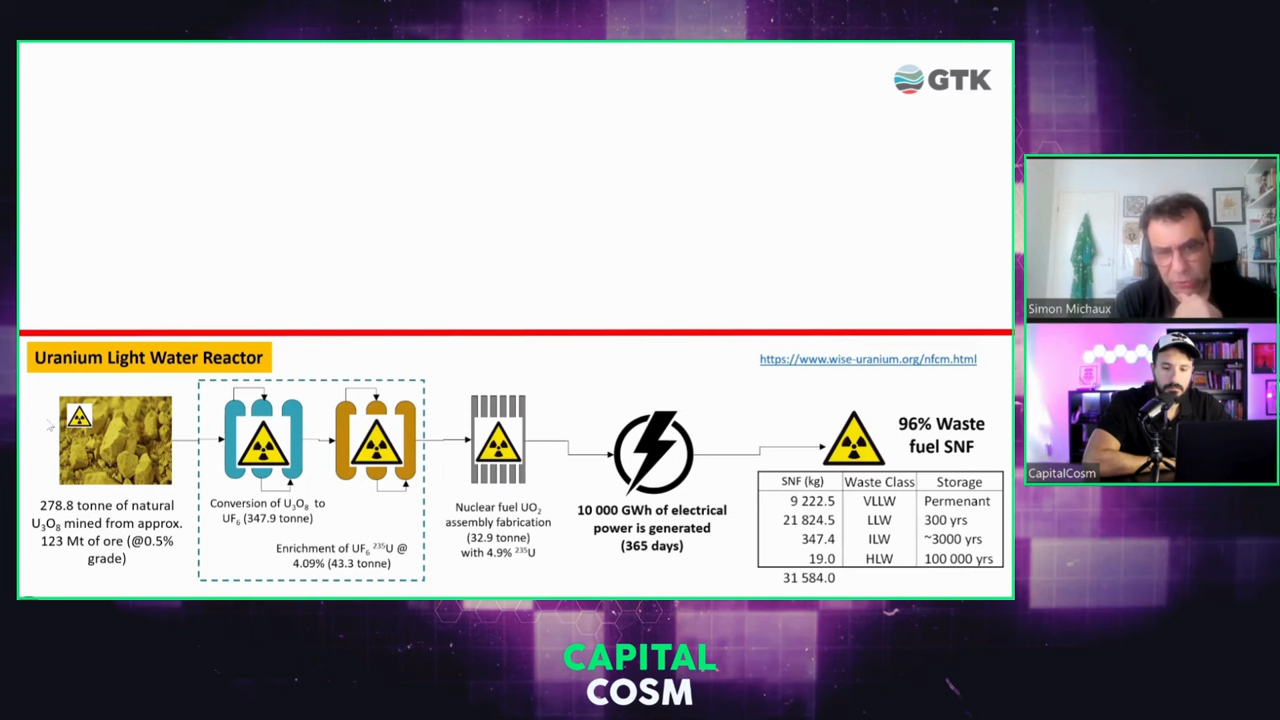 GTK
Uranium Light Water Reactor
https://www.wise-uranium.org/nfcm.html
278.8 tonne of natural
U₃O₈ mined from approx.
123 Mt of ore (@0.5%
grade)
Conversion of U₃O₈ to
UF₆ (347.9 tonne)
Enrichment of UF₆ ²³⁵U @
4.09% (43.3 tonne)
Nuclear fuel UO₂
assembly fabrication
(32.9 tonne)
with 4.9% ²³⁵U
10 000 GWh of electrical
power is generated
(365 days)
96% Waste
fuel SNF
SNF (kg) Waste Class Storage
9 222.5 VLLW Permenant
21 824.5 LLW 300 yrs
347.4 ILW ~3000 yrs
19.0 HLW 100 000 yrs
31 584.0
Simon Michaux
CapitalCosm
CAPITAL
COSM